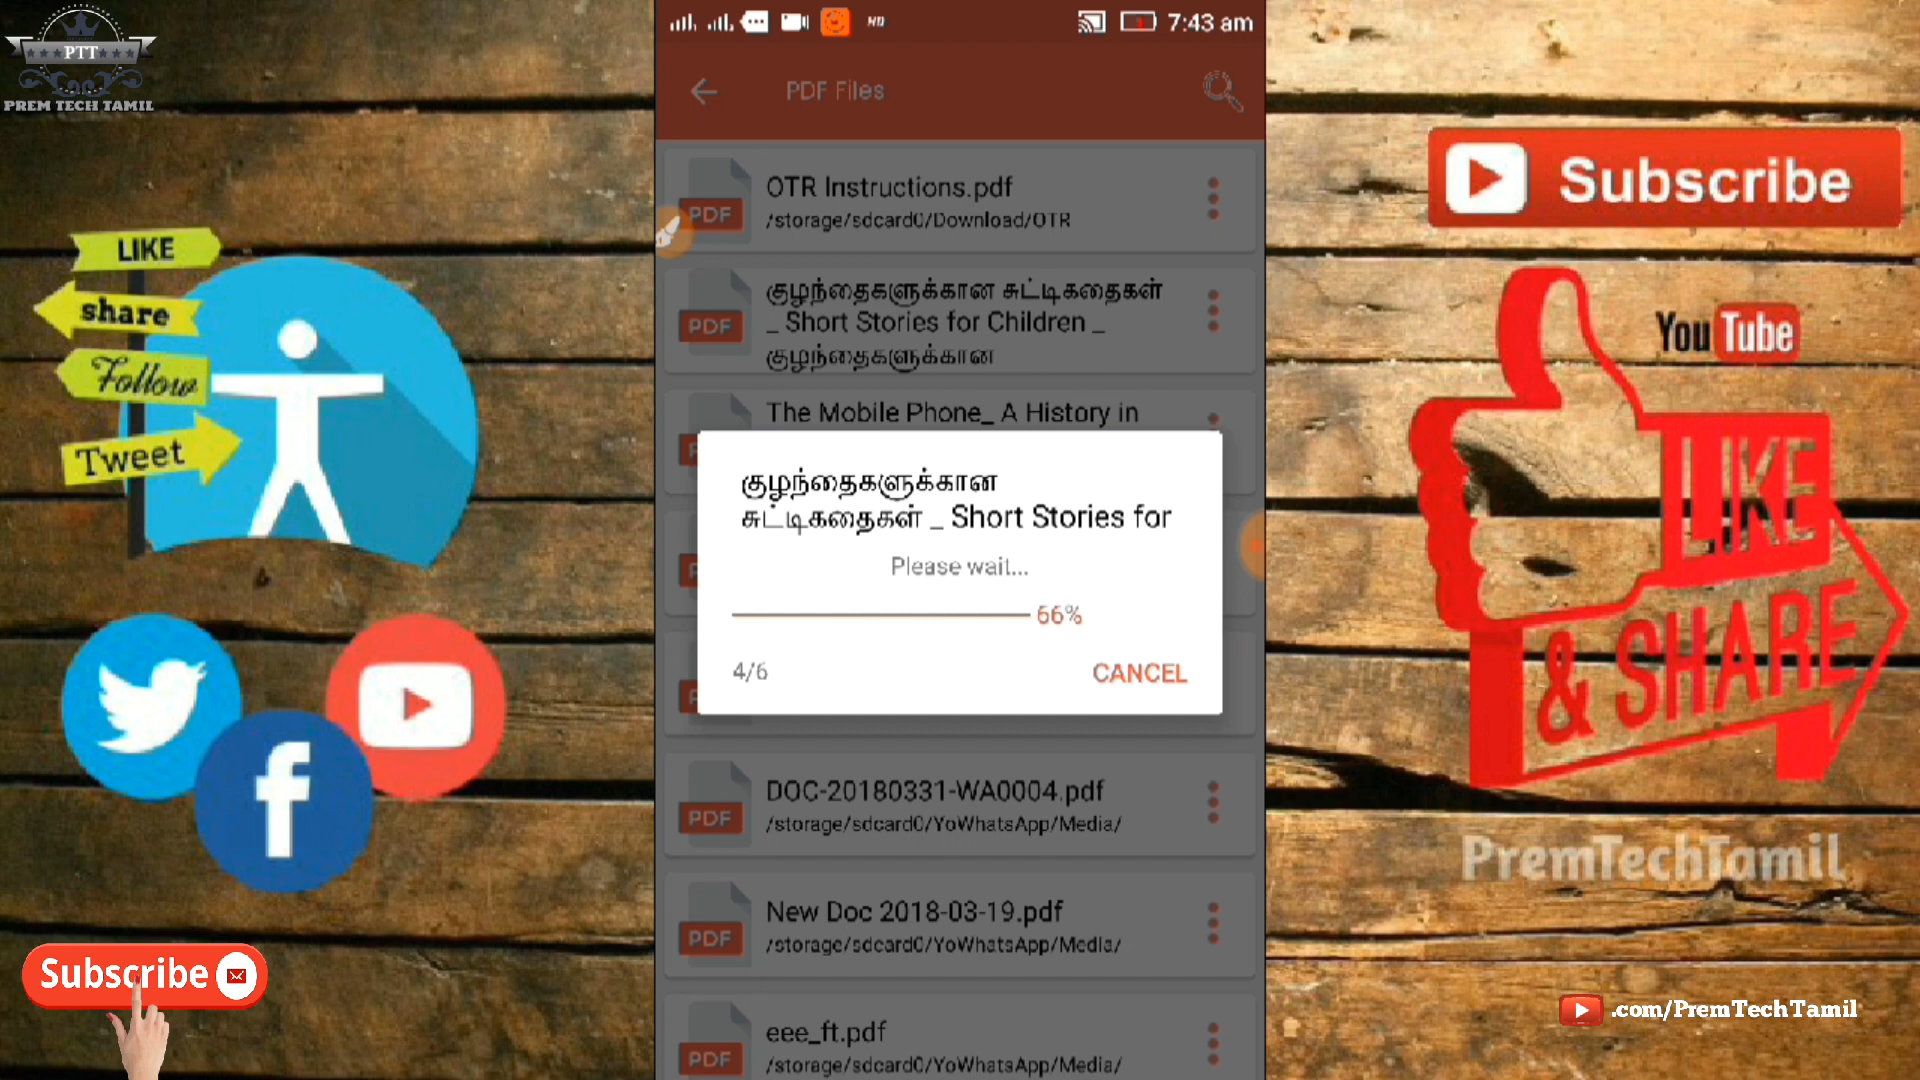 PTT
PREM TECH TAMIL
LIKE
share
Follow
Tweet
f
Subscribe
HD
7:43 am
PDF Files
PDF
OTR Instructions.pdf
/storage/sdcard0/Download/OTR
PDF
குழந்தைகளுக்கான சுட்டிகதைகள்
_ Short Stories for Children _
குழந்தைகளுக்கான
The Mobile Phone_ A History in
குழந்தைகளுக்கான
சுட்டிகதைகள் _ Short Stories for
Please wait...
66%
4/6
CANCEL
PDF
DOC-20180331-WA0004.pdf
/storage/sdcard0/YoWhatsApp/Media/
PDF
New Doc 2018-03-19.pdf
/storage/sdcard0/YoWhatsApp/Media/
PDF
eee_ft.pdf
/storage/sdcard0/YoWhatsApp/Media/
Subscribe
YouTube
LIKE
& SHARE
PremTechTamil
.com/PremTechTamil